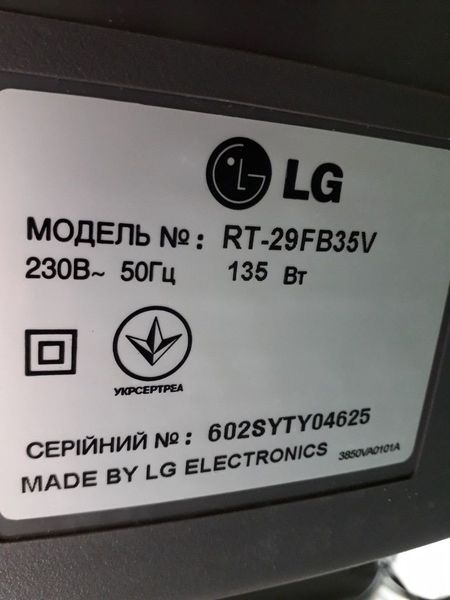 LG
МОДЕЛЬ №: RT-29FB35V
230В~ 50Гц 135 Вт
УКРСЕРТРЕА
СЕРІЙНИЙ №: 602SYTY04625
MADE BY LG ELECTRONICS 3850VA0101A